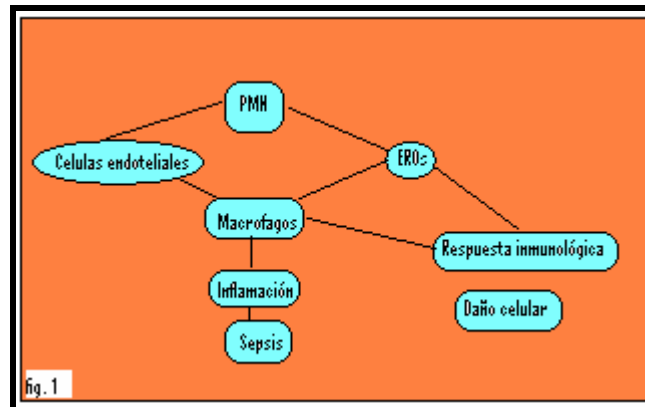 PMN
Celulas endoteliales
EROs
Macrofagos
Respuesta inmunológica
Inflamación
Daño celular
Sepsis
fig. 1